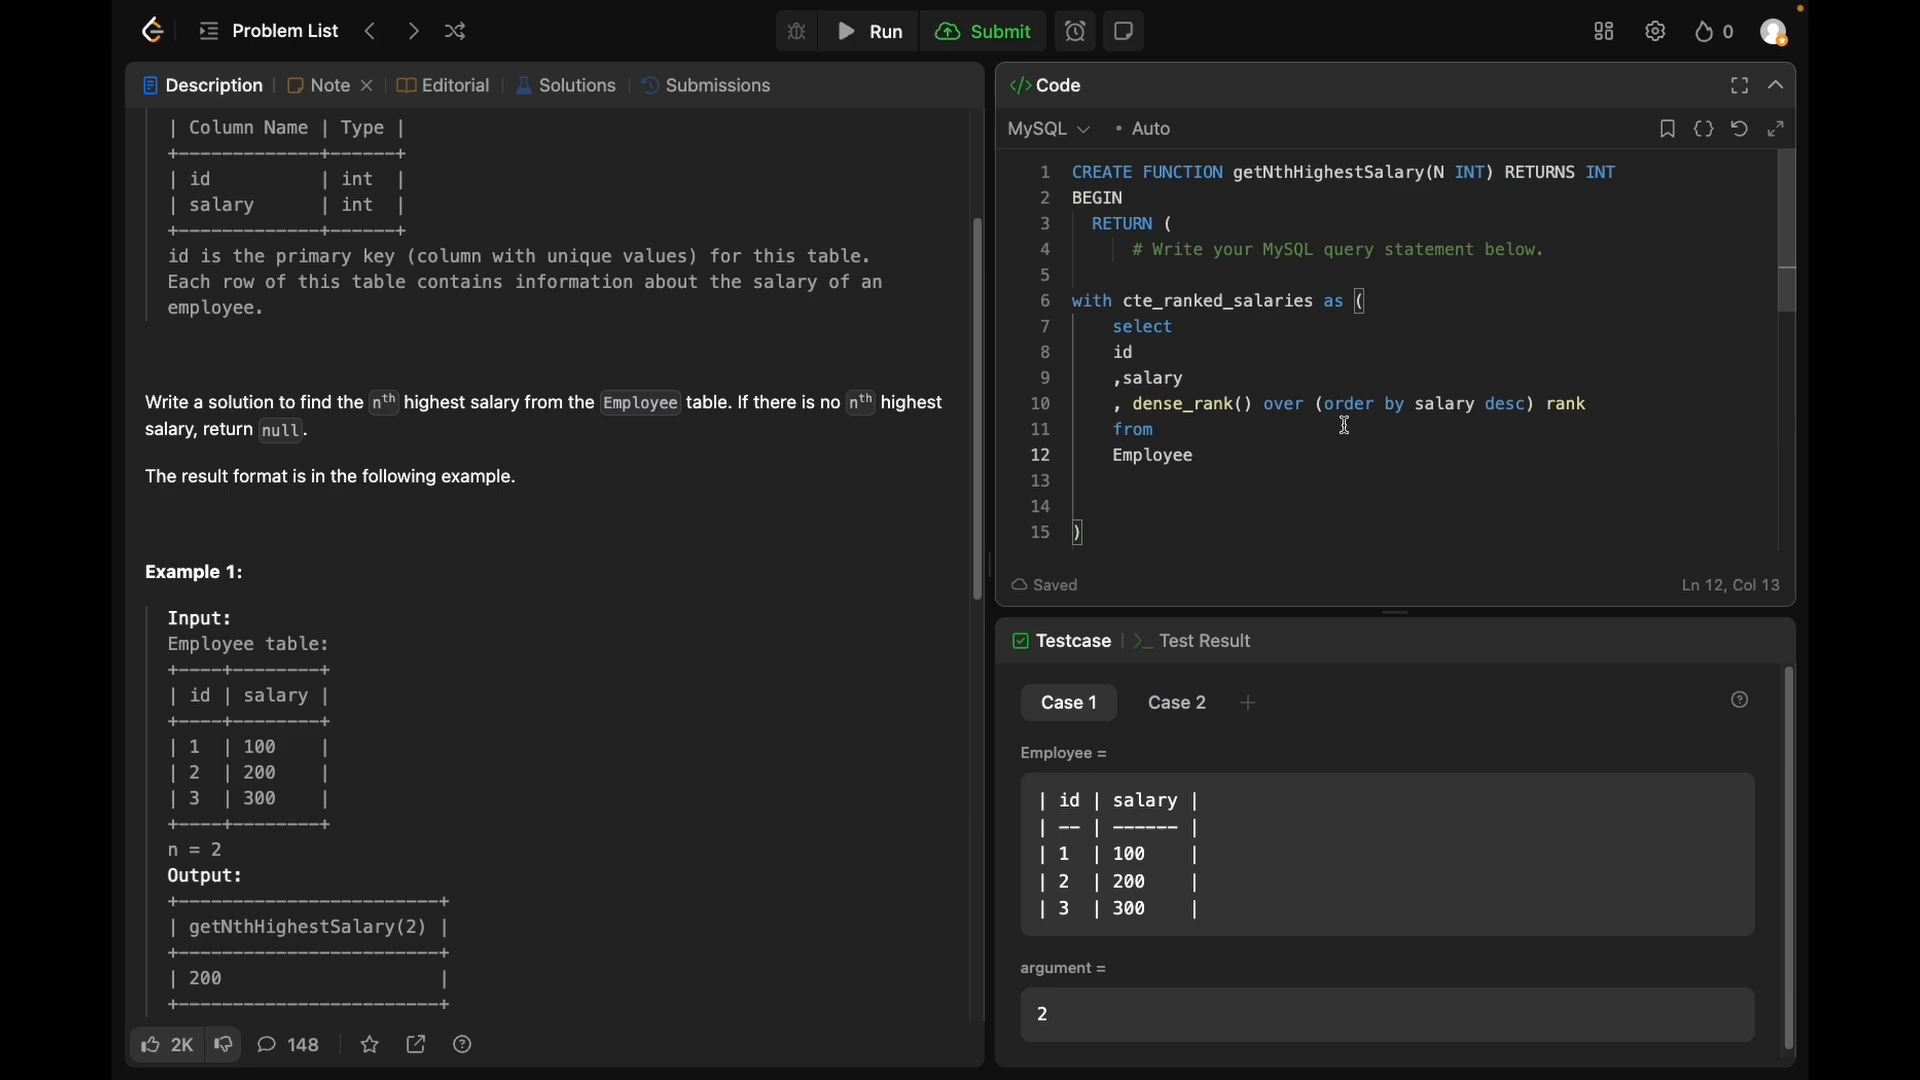 Problem List
Run
Submit
0
Description
Note
Editorial
Solutions
Submissions
| Column Name | Type |
+-------------+------+
| id          | int  |
| salary      | int  |
+-------------+------+
id is the primary key (column with unique values) for this table.
Each row of this table contains information about the salary of an
employee.
Write a solution to find the nth highest salary from the Employee table. If there is no nth highest
salary, return null.
The result format is in the following example.
Example 1:
Input:
Employee table:
+----+--------+
| id | salary |
+----+--------+
| 1  | 100    |
| 2  | 200    |
| 3  | 300    |
+----+--------+
n = 2
Output:
+------------------------+
| getNthHighestSalary(2) |
+------------------------+
| 200                    |
+------------------------+
2K
148
</> Code
MySQL
• Auto
1 CREATE FUNCTION getNthHighestSalary(N INT) RETURNS INT
2 BEGIN
3 RETURN (
4 # Write your MySQL query statement below.
5
6 with cte_ranked_salaries as (
7 select
8 id
9 ,salary
10 , dense_rank() over (order by salary desc) rank
11 from
12 Employee
13
14
15 )
Saved
Ln 12, Col 13
Testcase
Test Result
Case 1
Case 2
Employee =
| id | salary |
| -- | ------ |
| 1  | 100    |
| 2  | 200    |
| 3  | 300    |
argument =
2